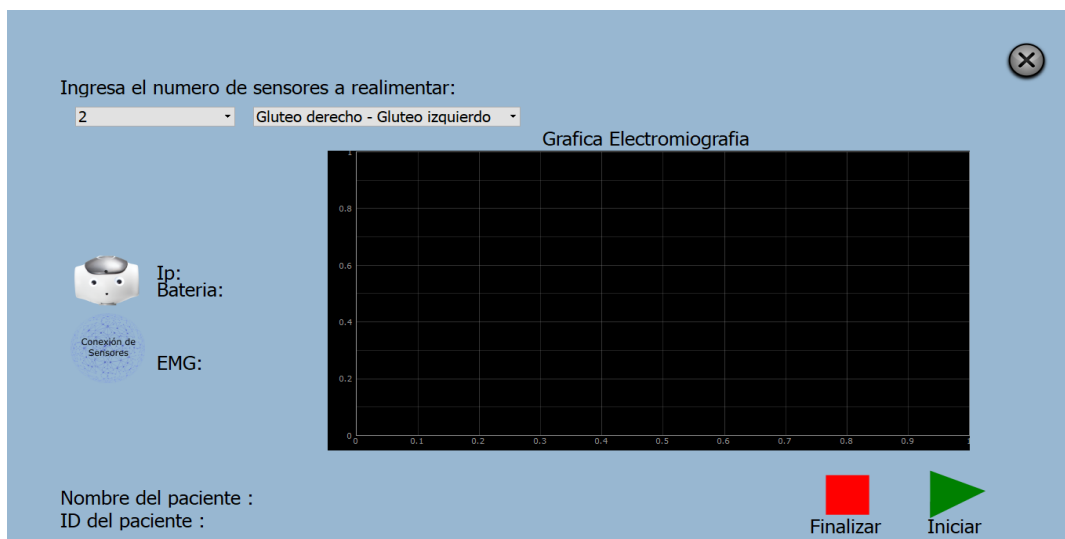 Ingresa el numero de sensores a realimentar:
2
Gluteo derecho - Gluteo izquierdo
Grafica Electromiografia
1
0.8
0.6
0.4
0.2
0
0 0.1 0.2 0.3 0.4 0.5 0.6 0.7 0.8 0.9 1
Ip:
Bateria:
Conexión de
Sensores
EMG:
Nombre del paciente :
ID del paciente :
Finalizar
Iniciar